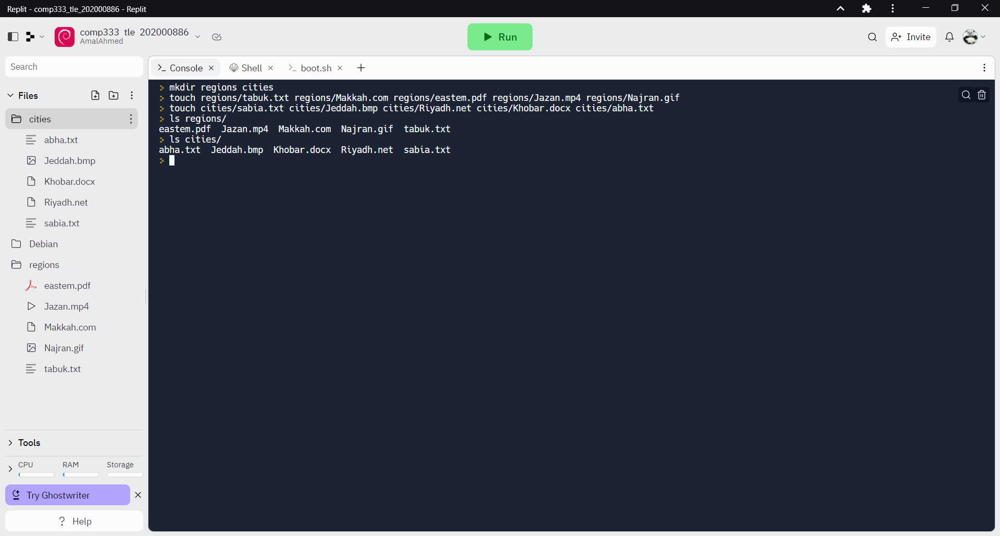 Replit - comp333_tle_202000886 - Replit
comp333_tle_202000886
AmalAhmed
Run
Invite
Search
Console
Shell
boot.sh
Files
cities
abha.txt
Jeddah.bmp
Khobar.docx
Riyadh.net
sabia.txt
Debian
regions
eastem.pdf
Jazan.mp4
Makkah.com
Najran.gif
tabuk.txt
Tools
CPU RAM Storage
Try Ghostwriter
? Help
> mkdir regions cities
> touch regions/tabuk.txt regions/Makkah.com regions/eastem.pdf regions/Jazan.mp4 regions/Najran.gif
> touch cities/sabia.txt cities/Jeddah.bmp cities/Riyadh.net cities/Khobar.docx cities/abha.txt
> ls regions/
eastem.pdf Jazan.mp4 Makkah.com Najran.gif tabuk.txt
> ls cities/
abha.txt Jeddah.bmp Khobar.docx Riyadh.net sabia.txt
>